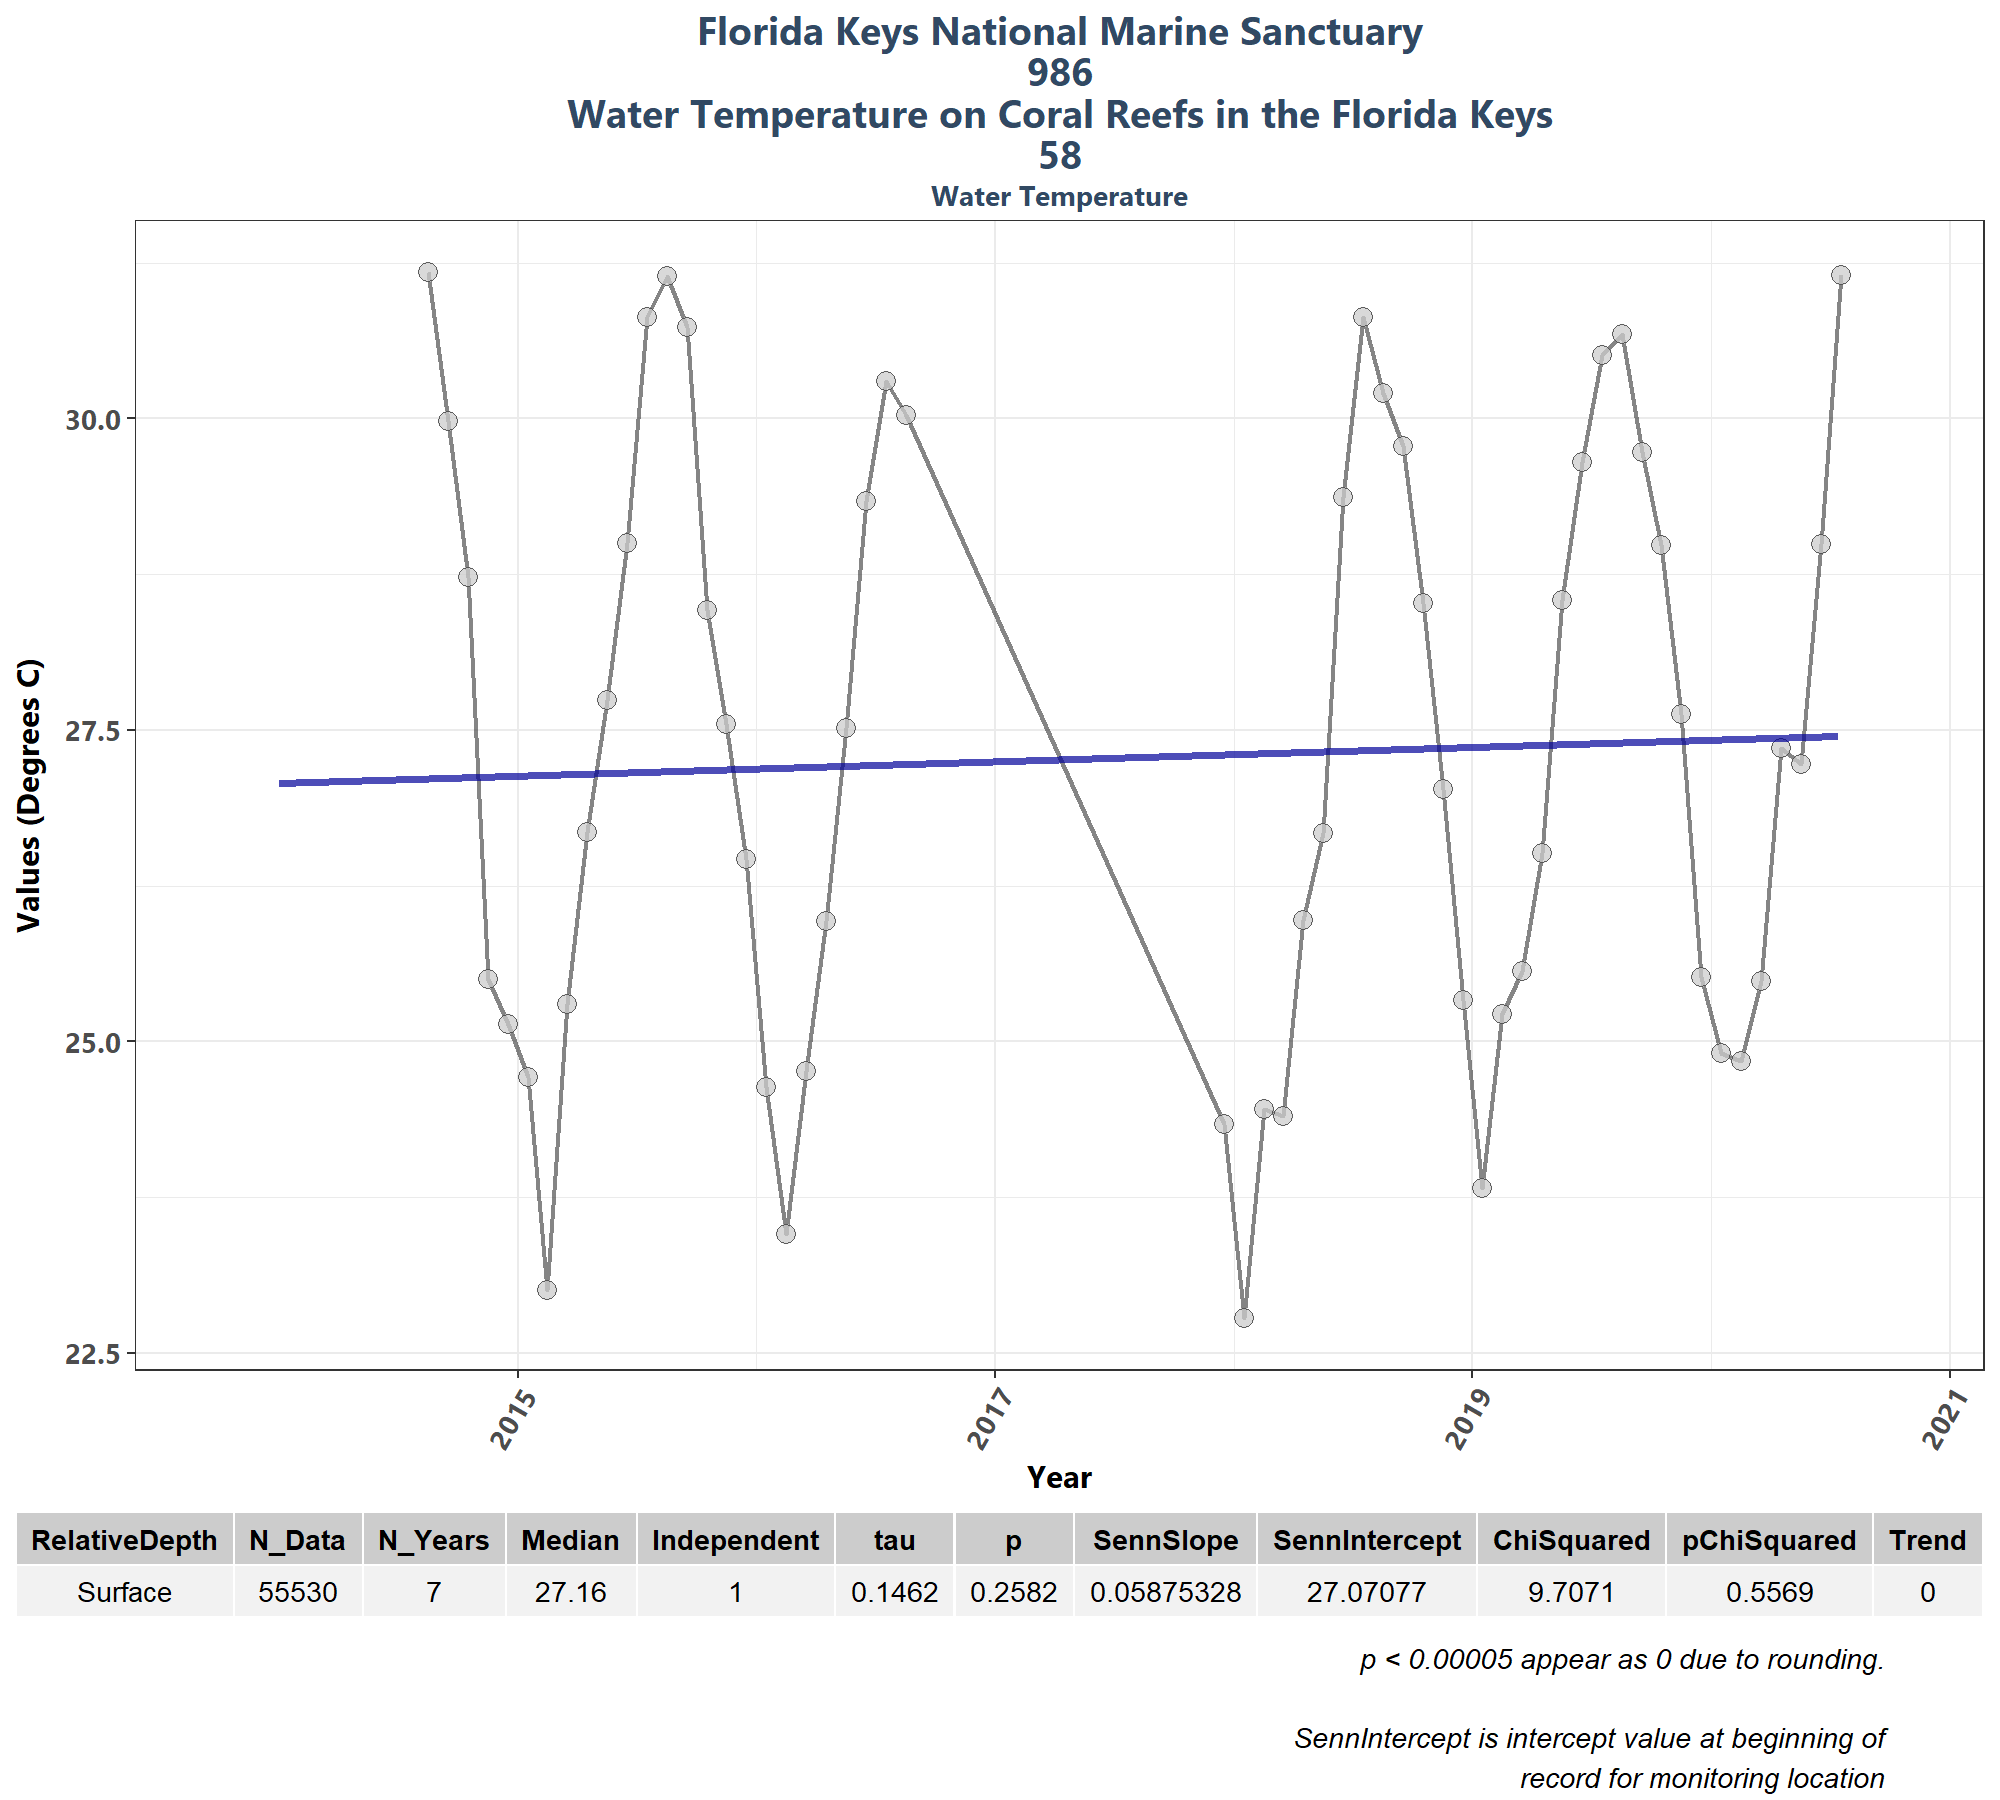 Florida Keys National Marine Sanctuary
986
Water Temperature on Coral Reefs in the Florida Keys
58
Water Temperature
Values (Degrees C)
30.0
27.5
25.0
22.5
2015
2017
2019
2021
Year
RelativeDepth N_Data N_Years Median Independent tau p SennSlope SennIntercept ChiSquared pChiSquared Trend
Surface 55530 7 27.16 1 0.1462 0.2582 0.05875328 27.07077 9.7071 0.5569 0
p < 0.00005 appear as 0 due to rounding.
SennIntercept is intercept value at beginning of
record for monitoring location